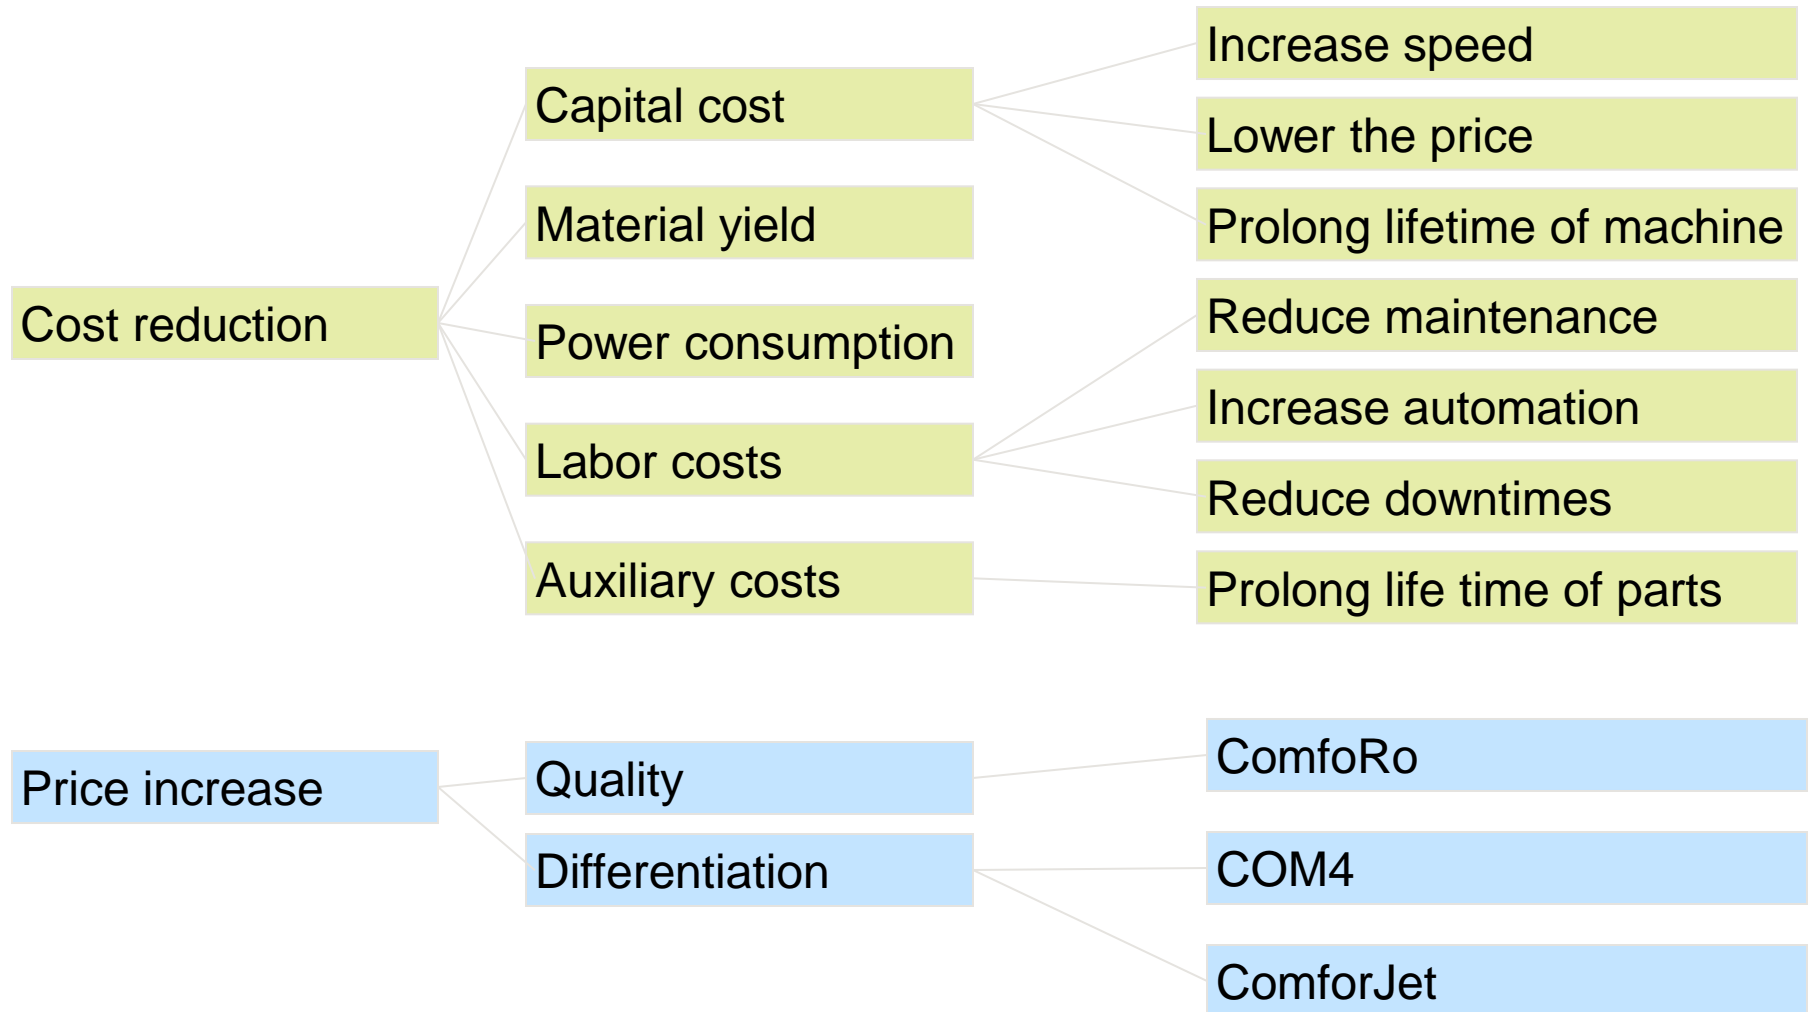 Cost reduction
Capital cost
Material yield
Power consumption
Labor costs
Auxiliary costs
Increase speed
Lower the price
Prolong lifetime of machine
Reduce maintenance
Increase automation
Reduce downtimes
Prolong life time of parts
Price increase
Quality
Differentiation
ComfoRo
COM4
ComforJet